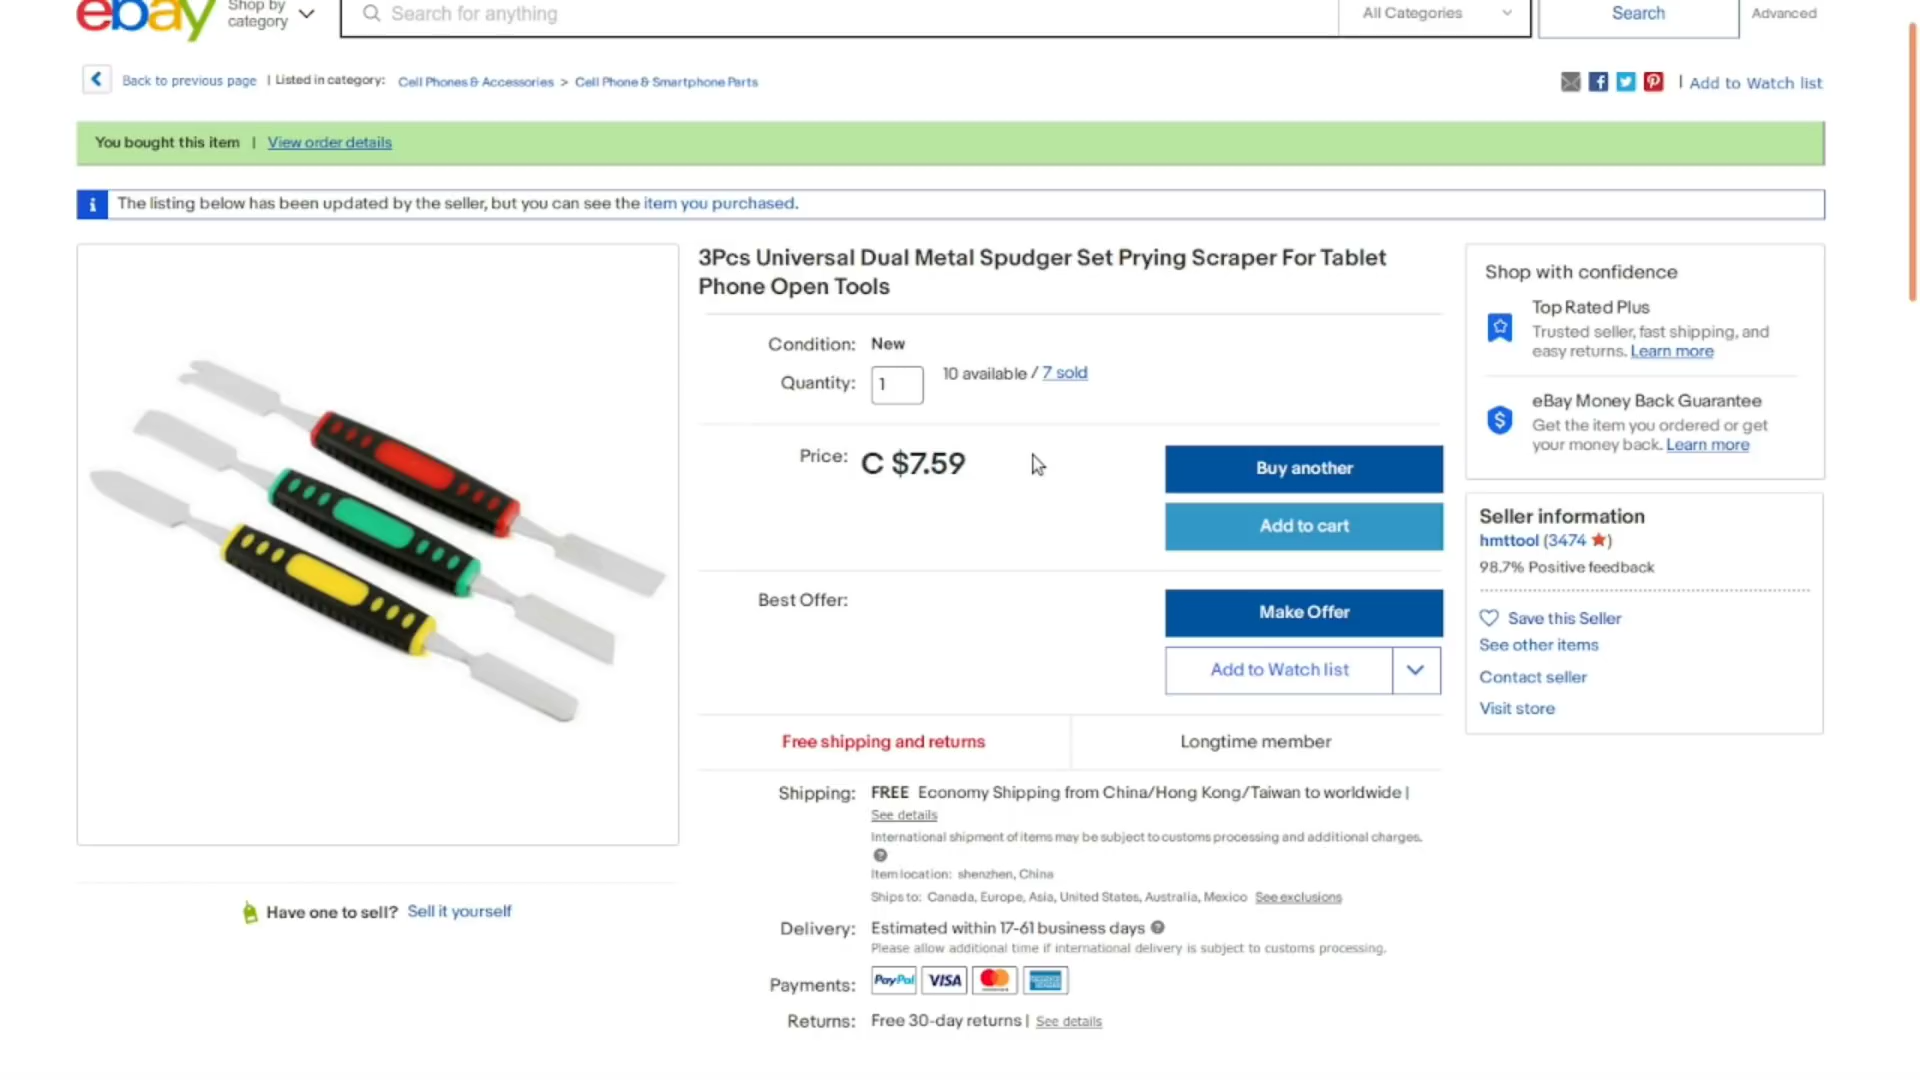 ebay
Shop by
category
Search for anything
All Categories
Search
Advanced
Back to previous page | Listed in category: Cell Phones & Accessories > Cell Phone & Smartphone Parts
| Add to Watch list
You bought this item | View order details
The listing below has been updated by the seller, but you can see the item you purchased.
3Pcs Universal Dual Metal Spudger Set Prying Scraper For Tablet
Phone Open Tools
Condition: New
Quantity: 1 10 available / 7 sold
Price: C $7.59
Buy another
Add to cart
Best Offer:
Make Offer
Add to Watch list
Free shipping and returns
Longtime member
Shipping: FREE Economy Shipping from China/Hong Kong/Taiwan to worldwide |
See details
International shipment of items may be subject to customs processing and additional charges.
Item location: shenzhen, China
Ships to: Canada, Europe, Asia, United States, Australia, Mexico See exclusions
Delivery: Estimated within 17-61 business days
Please allow additional time if international delivery is subject to customs processing.
Payments: PayPal VISA
Returns: Free 30-day returns | See details
Shop with confidence
Top Rated Plus
Trusted seller, fast shipping, and
easy returns. Learn more
eBay Money Back Guarantee
Get the item you ordered or get
your money back. Learn more
Seller information
hmttool (3474 ★)
98.7% Positive feedback
Save this Seller
See other items
Contact seller
Visit store
Have one to sell? Sell it yourself